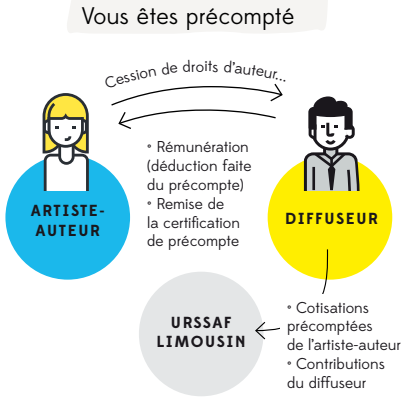 Vous êtes précompté
Cession de droits d'auteur...
◦ Rémunération
(déduction faite
du précompte)
◦ Remise de
la certification
de précompte
ARTISTE-
AUTEUR
DIFFUSEUR
URSSAF
LIMOUSIN
◦ Cotisations
précomptées
de l'artiste-auteur
◦ Contributions
du diffuseur